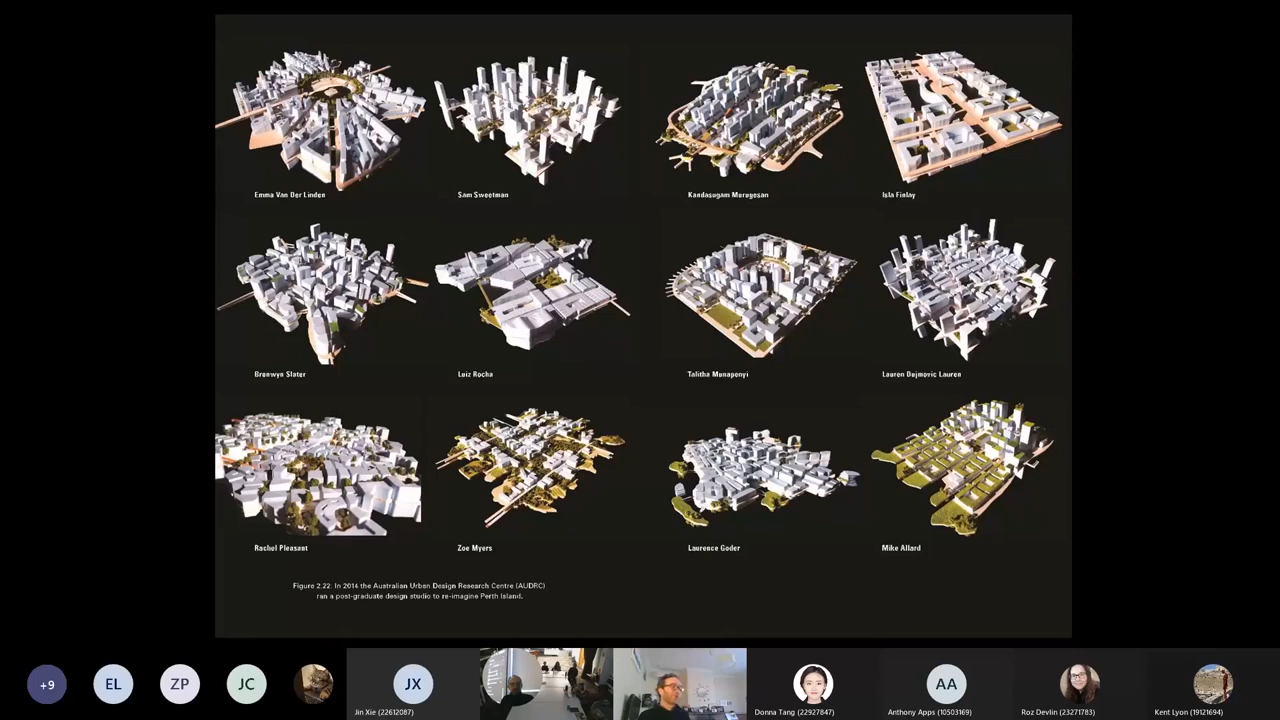 Emma Van Der Linden
Sam Sweetman
Kandasugam Murugesan
Isla Finlay
Bronwyn Slater
Luiz Rocha
Talitha Munaponyi
Lauren Dujmovic Lauren
Rachel Pleasant
Zoe Myers
Laurence Goder
Mike Allard
Figure 2.22: In 2014 the Australian Urban Design Research Centre (AUDRC)
ran a post-graduate design studio to re-imagine Perth Island.
+9
EL
ZP
JC
JX
AA
Jin Xie (22612087)
Donna Tang (22927847)
Anthony Apps (10503169)
Roz Devlin (23271783)
Kent Lyon (19121694)